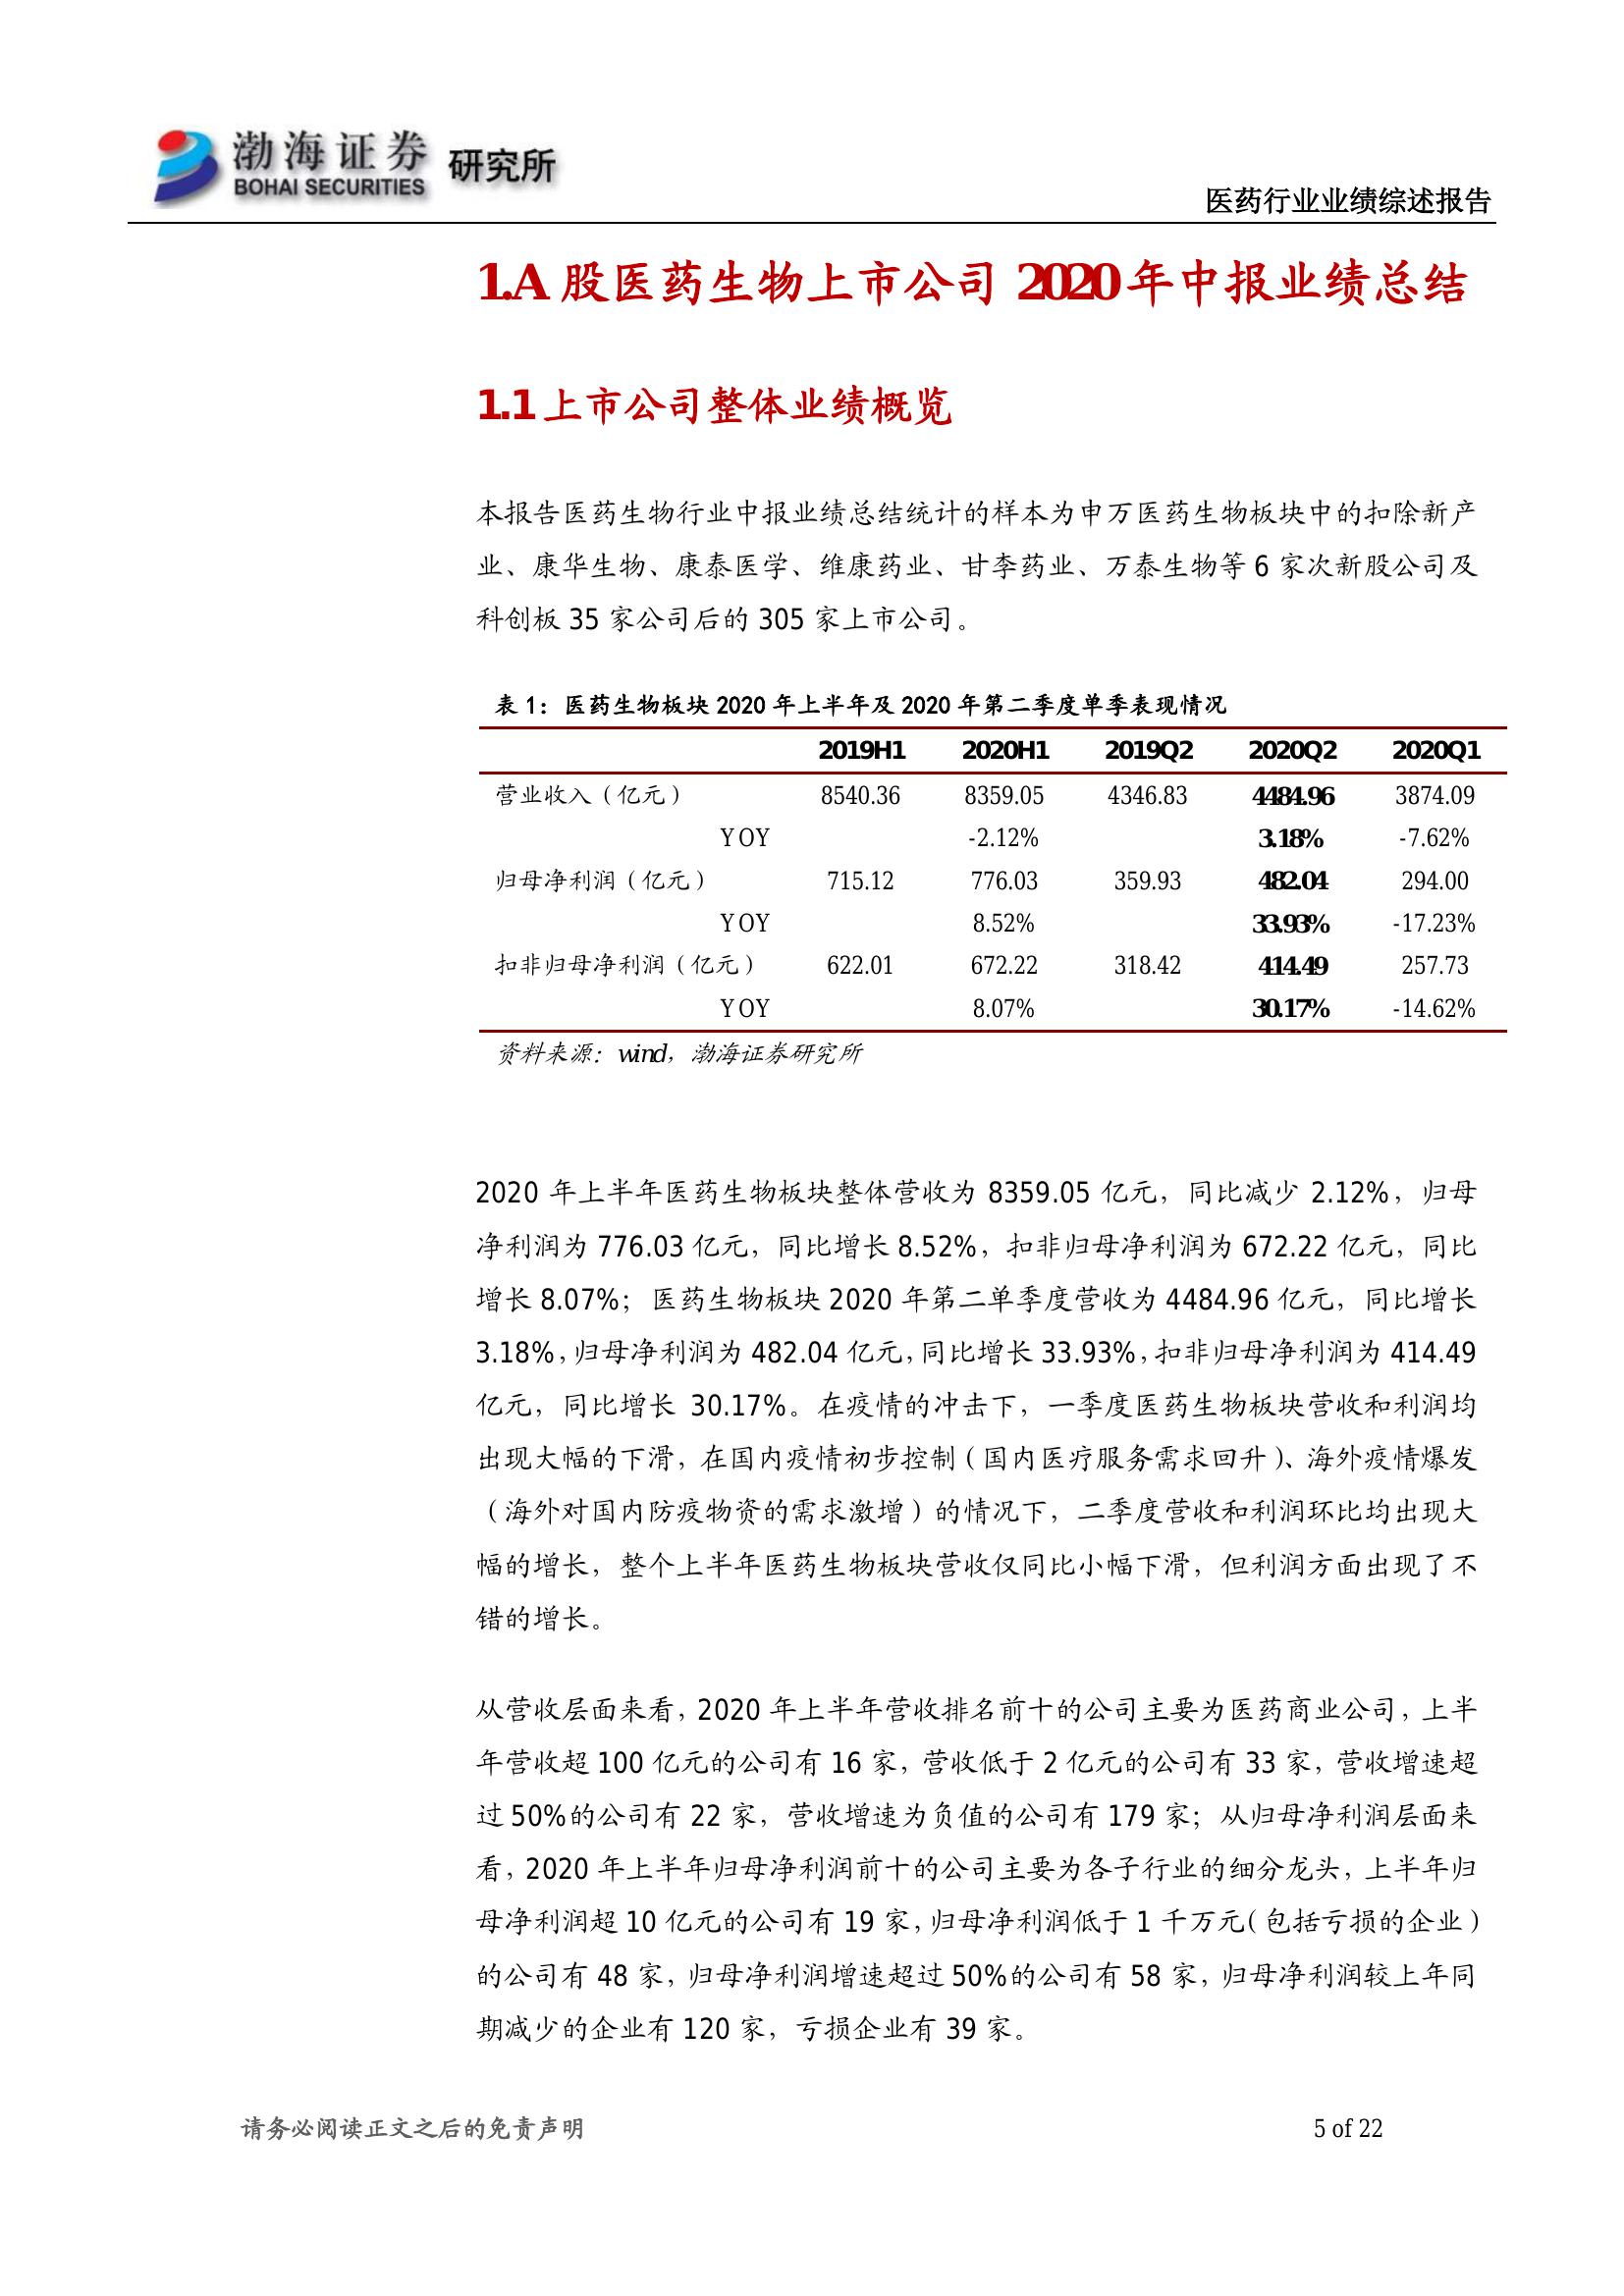 渤海证券 研究所
BOHAI SECURITIES
医药行业业绩综述报告
1.A 股医药生物上市公司 2020 年中报业绩总结
1.1 上市公司整体业绩概览
本报告医药生物行业中报业绩总结统计的样本为申万医药生物板块中的扣除新产
业、康华生物、康泰医学、维康药业、甘李药业、万泰生物等 6 家次新股公司及
科创板 35 家公司后的 305 家上市公司。
表 1：医药生物板块 2020 年上半年及 2020 年第二季度单季表现情况
2019H1 2020H1 2019Q2 2020Q2 2020Q1
营业收入（亿元） 8540.36 8359.05 4346.83 4484.96 3874.09
YOY -2.12% 3.18% -7.62%
归母净利润（亿元） 715.12 776.03 359.93 482.04 294.00
YOY 8.52% 33.93% -17.23%
扣非归母净利润（亿元） 622.01 672.22 318.42 414.49 257.73
YOY 8.07% 30.17% -14.62%
资料来源：wind，渤海证券研究所
2020 年上半年医药生物板块整体营收为 8359.05 亿元，同比减少 2.12%，归母
净利润为 776.03 亿元，同比增长 8.52%，扣非归母净利润为 672.22 亿元，同比
增长 8.07%；医药生物板块 2020 年第二单季度营收为 4484.96 亿元，同比增长
3.18%，归母净利润为 482.04 亿元，同比增长 33.93%，扣非归母净利润为 414.49
亿元，同比增长 30.17%。在疫情的冲击下，一季度医药生物板块营收和利润均
出现大幅的下滑，在国内疫情初步控制（国内医疗服务需求回升）、海外疫情爆发
（海外对国内防疫物资的需求激增）的情况下，二季度营收和利润环比均出现大
幅的增长，整个上半年医药生物板块营收仅同比小幅下滑，但利润方面出现了不
错的增长。
从营收层面来看，2020 年上半年营收排名前十的公司主要为医药商业公司，上半
年营收超 100 亿元的公司有 16 家，营收低于 2 亿元的公司有 33 家，营收增速超
过 50%的公司有 22 家，营收增速为负值的公司有 179 家；从归母净利润层面来
看，2020 年上半年归母净利润前十的公司主要为各子行业的细分龙头，上半年归
母净利润超 10 亿元的公司有 19 家，归母净利润低于 1 千万元（包括亏损的企业）
的公司有 48 家，归母净利润增速超过 50%的公司有 58 家，归母净利润较上年同
期减少的企业有 120 家，亏损企业有 39 家。
请务必阅读正文之后的免责声明 5 of 22